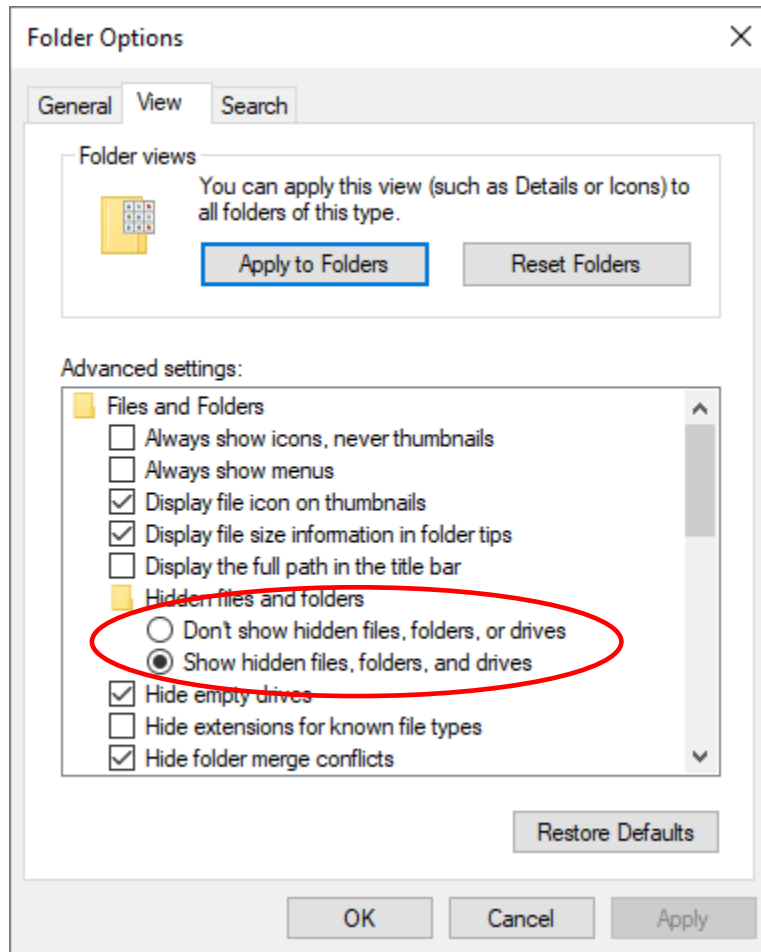 Folder Options
General View Search
Folder views
You can apply this view (such as Details or Icons) to
all folders of this type.
Apply to Folders Reset Folders
Advanced settings:
Files and Folders
Always show icons, never thumbnails
Always show menus
Display file icon on thumbnails
Display file size information in folder tips
Display the full path in the title bar
Hidden files and folders
Don't show hidden files, folders, or drives
Show hidden files, folders, and drives
Hide empty drives
Hide extensions for known file types
Hide folder merge conflicts
Restore Defaults
OK Cancel Apply